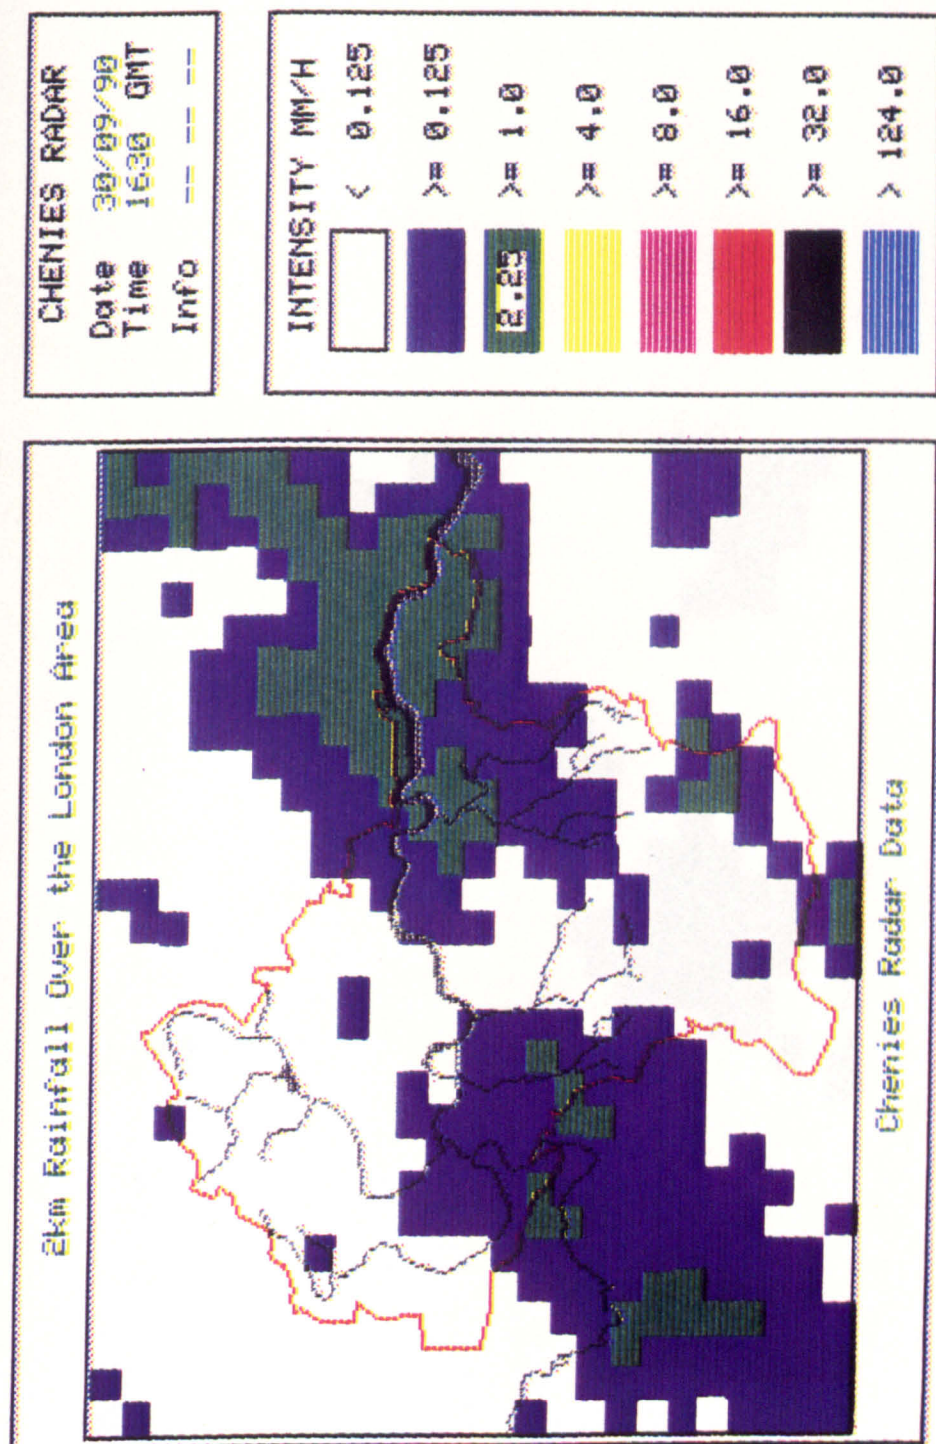 2km Rainfall Over the London Area
Chenies Radar Data
CHENIES RADAR
Date 30/09/90
Time 1630 GMT
Info -- -- --
INTENSITY MM/H
< 0.125
>= 0.125
2.25 >= 1.0
>= 4.0
>= 8.0
>= 16.0
>= 32.0
> 124.0